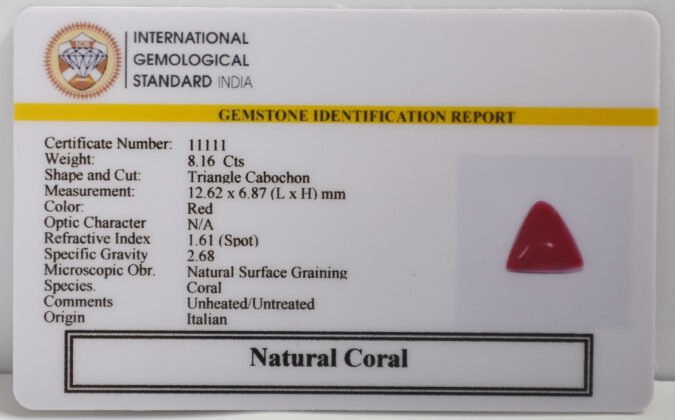 IGS
INTERNATIONAL
GEMOLOGICAL
STANDARD INDIA
GEMSTONE IDENTIFICATION REPORT
Certificate Number: 11111
Weight: 8.16 Cts
Shape and Cut: Triangle Cabochon
Measurement: 12.62 x 6.87 (L x H) mm
Color: Red
Optic Character N/A
Refractive Index 1.61 (Spot)
Specific Gravity 2.68
Microscopic Obr. Natural Surface Graining
Species. Coral
Comments Unheated/Untreated
Origin Italian
Natural Coral